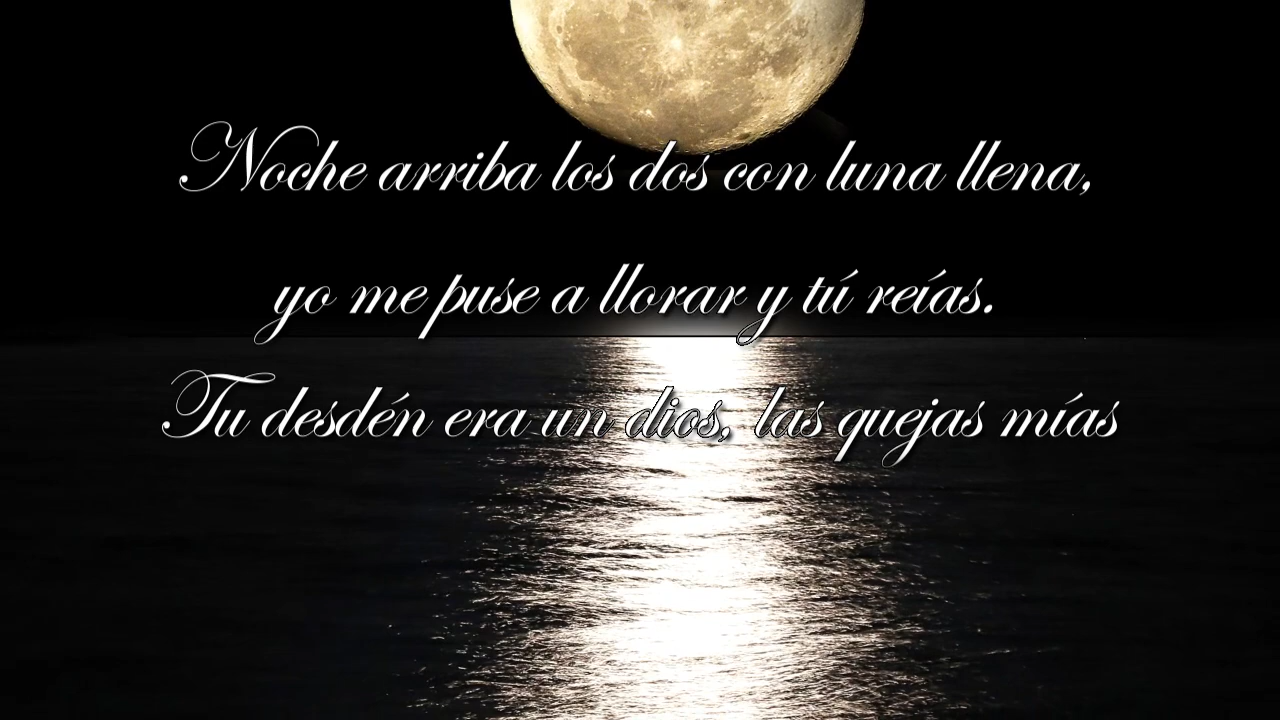 Noche arriba los dos con luna llena,
yo me puse a llorar y tú reías.
Tu desdén era un dios, las quejas mías